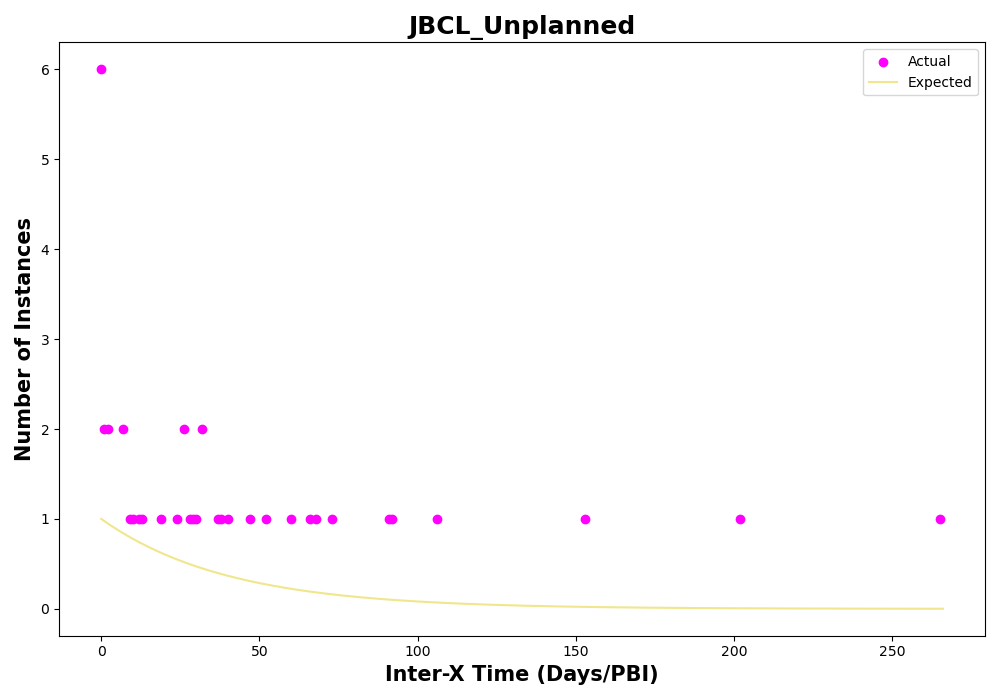 JBCL_Unplanned
Actual
Expected
6
5
4
3
2
1
0
Number of Instances
0 50 100 150 200 250
Inter-X Time (Days/PBI)